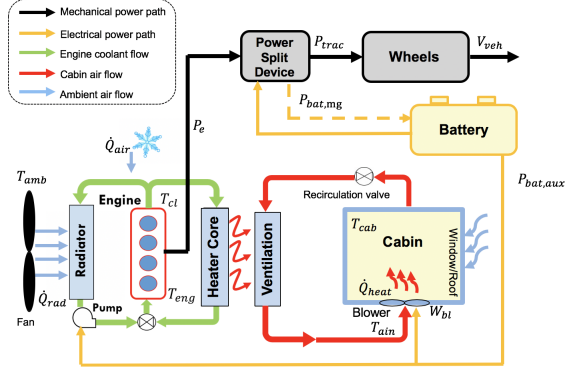 Mechanical power path
Electrical power path
Engine coolant flow
Cabin air flow
Ambient air flow
Power
Split
Device
P_trac
Wheels
V_veh
P_bat,mg
Battery
P_e
P_bat,aux
Q̇_air
T_amb
Engine
T_cl
Recirculation valve
Radiator
Heater Core
Ventilation
T_cab
Cabin
Window/Roof
T_eng
Q̇_heat
Q̇_rad
Pump
Blower
W_bl
Fan
T_ain